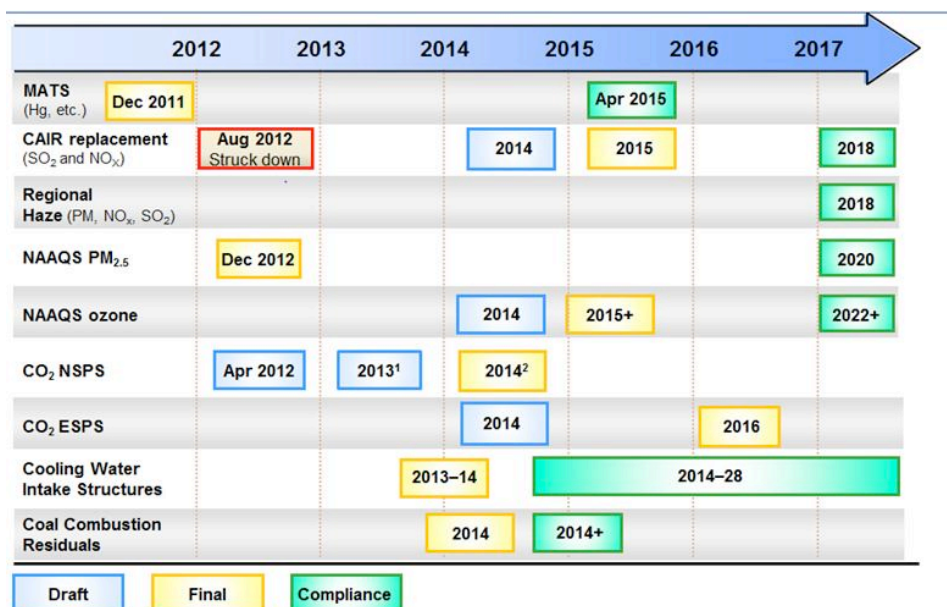 2012 2013 2014 2015 2016 2017
MATS
(Hg, etc.)
Dec 2011
Apr 2015
CAIR replacement
(SO₂ and NOₓ)
Aug 2012
Struck down
2014
2015
2018
Regional
Haze (PM, NOₓ, SO₂)
2018
NAAQS PM₂.₅
Dec 2012
2020
NAAQS ozone
2014
2015+
2022+
CO₂ NSPS
Apr 2012
2013¹
2014²
CO₂ ESPS
2014
2016
Cooling Water
Intake Structures
2013–14
2014–28
Coal Combustion
Residuals
2014
2014+
Draft
Final
Compliance